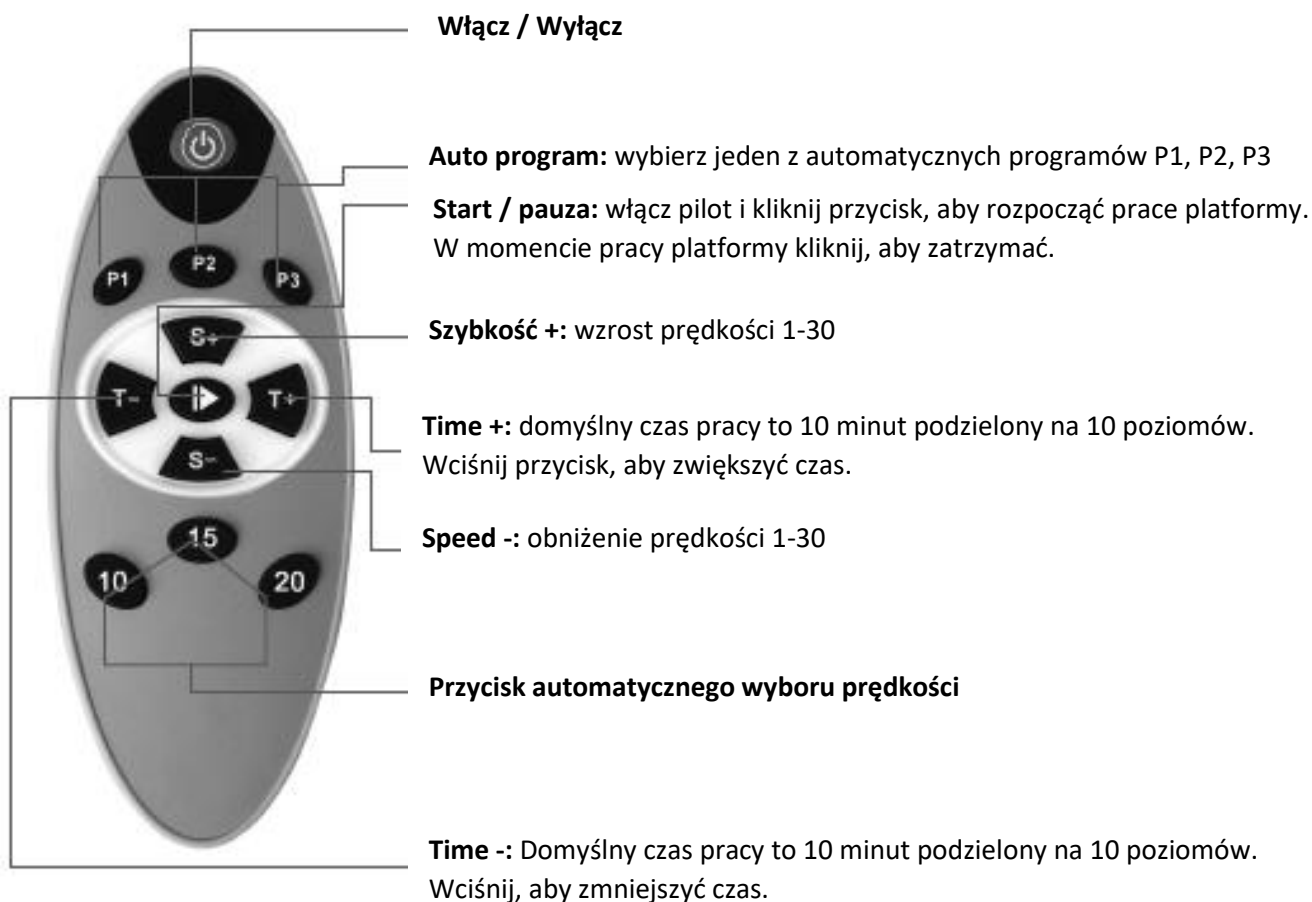 Włącz / Wyłącz
Auto program: wybierz jeden z automatycznych programów P1, P2, P3
Start / pauza: włącz pilot i kliknij przycisk, aby rozpocząć prace platformy.
W momencie pracy platformy kliknij, aby zatrzymać.
P1
P2
P3
Szybkość +: wzrost prędkości 1-30
S+
T-
T+
Time +: domyślny czas pracy to 10 minut podzielony na 10 poziomów.
Wciśnij przycisk, aby zwiększyć czas.
S-
Speed -: obniżenie prędkości 1-30
15
10
20
Przycisk automatycznego wyboru prędkości
Time -: Domyślny czas pracy to 10 minut podzielony na 10 poziomów.
Wciśnij, aby zmniejszyć czas.